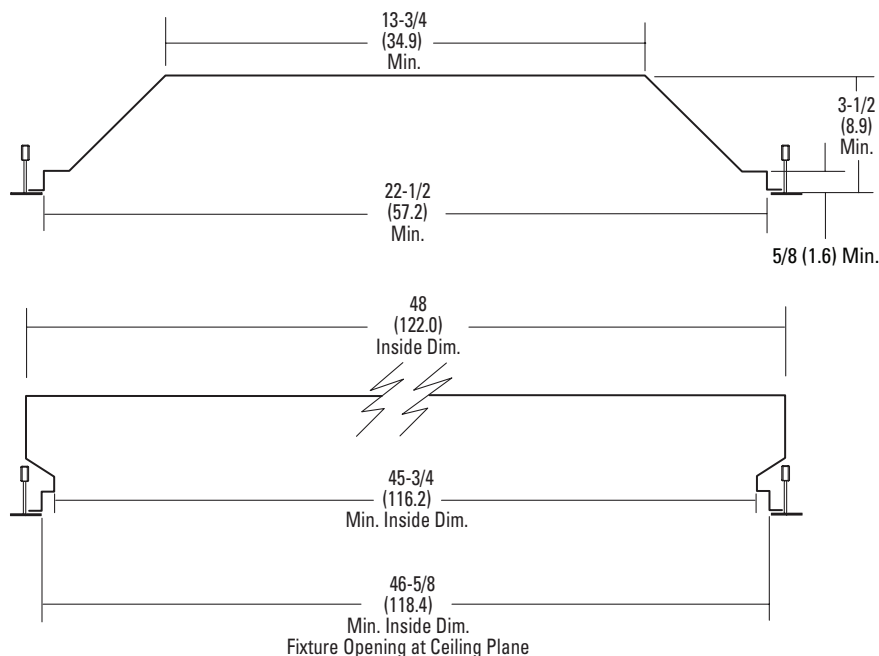 13-3/4
(34.9)
Min.
3-1/2
(8.9)
Min.
22-1/2
(57.2)
Min.
5/8 (1.6) Min.
48
(122.0)
Inside Dim.
45-3/4
(116.2)
Min. Inside Dim.
46-5/8
(118.4)
Min. Inside Dim.
Fixture Opening at Ceiling Plane